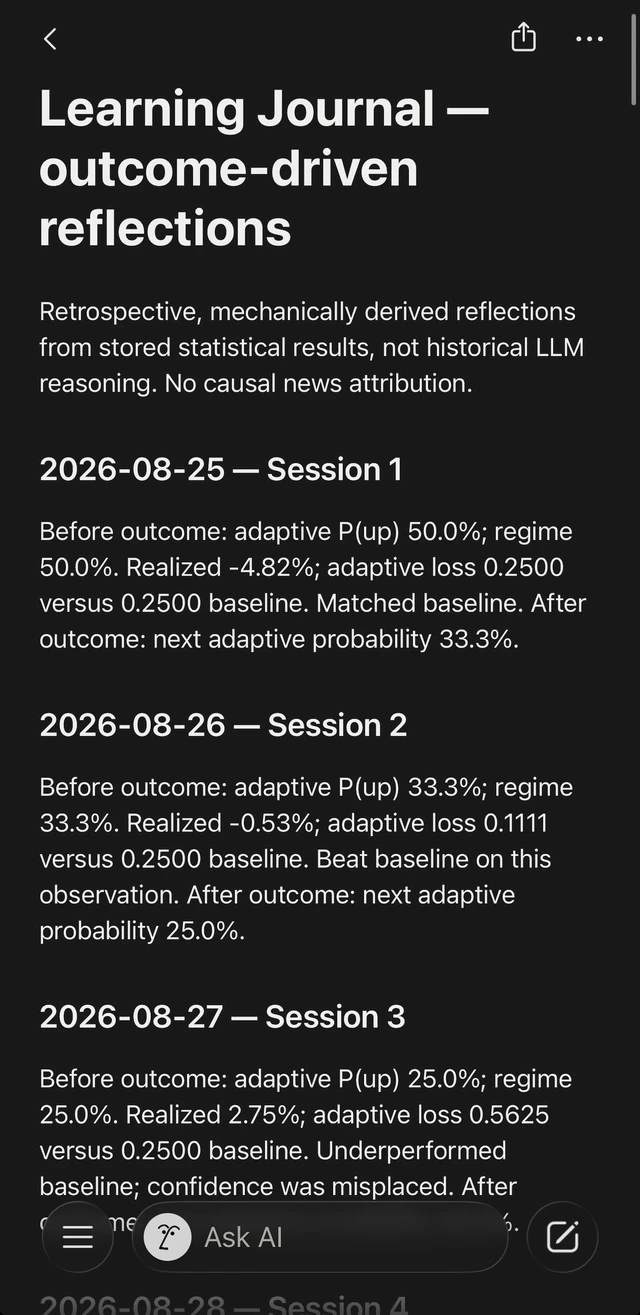 Learning Journal —
outcome-driven
reflections
Retrospective, mechanically derived reflections
from stored statistical results, not historical LLM
reasoning. No causal news attribution.
2026-08-25 — Session 1
Before outcome: adaptive P(up) 50.0%; regime
50.0%. Realized -4.82%; adaptive loss 0.2500
versus 0.2500 baseline. Matched baseline. After
outcome: next adaptive probability 33.3%.
2026-08-26 — Session 2
Before outcome: adaptive P(up) 33.3%; regime
33.3%. Realized -0.53%; adaptive loss 0.1111
versus 0.2500 baseline. Beat baseline on this
observation. After outcome: next adaptive
probability 25.0%.
2026-08-27 — Session 3
Before outcome: adaptive P(up) 25.0%; regime
25.0%. Realized 2.75%; adaptive loss 0.5625
versus 0.2500 baseline. Underperformed
baseline; confidence was misplaced. After
Ask AI
2026-08-28 — Session 4